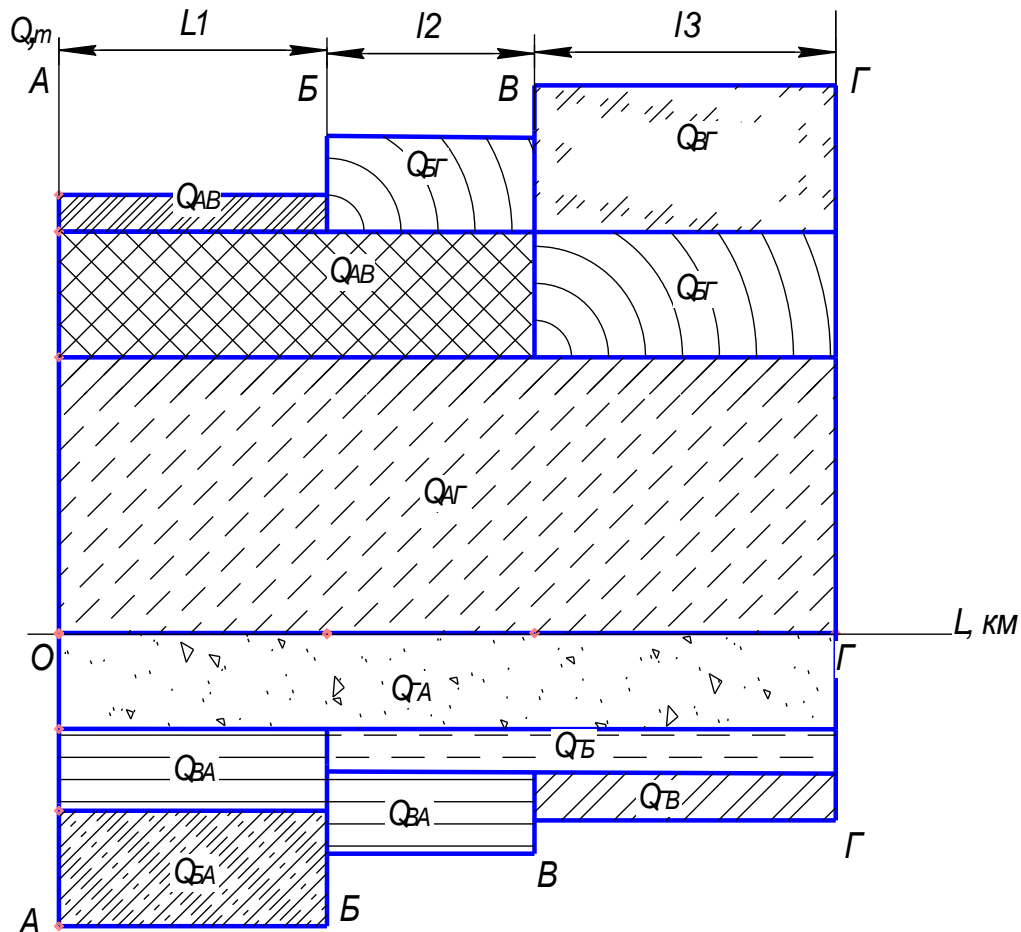 Q,т
L1
l2
l3
А
Б
В
Г
QВГ
QБГ
QАВ
QАВ
QБГ
QАГ
L, км
О
Г
QГА
QГБ
QВА
QГВ
QВА
QБА
Г
В
Б
А